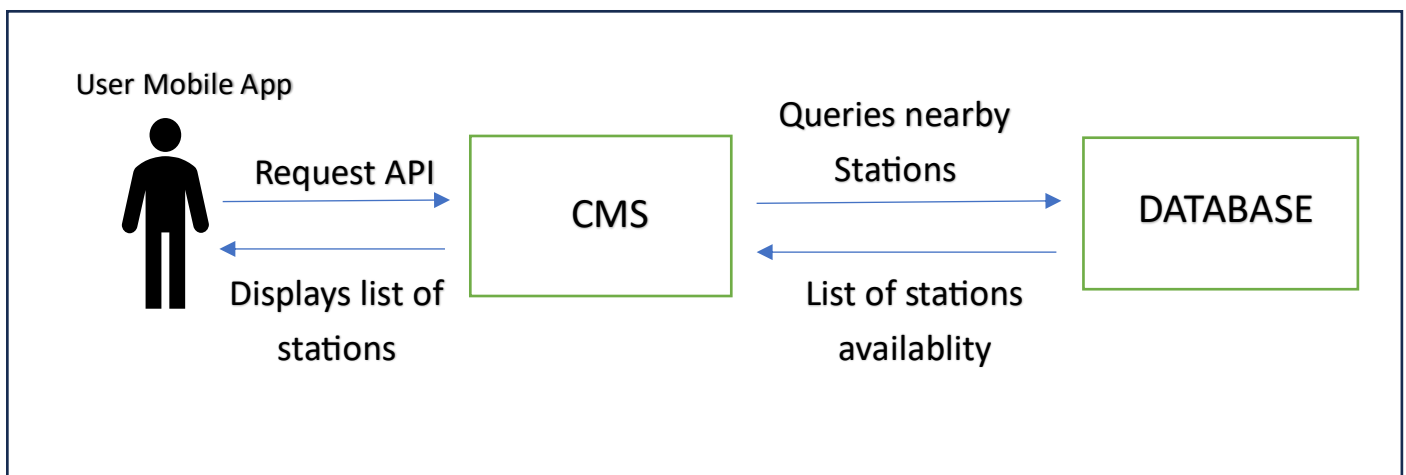 User Mobile App
Request API
Displays list of
stations
CMS
Queries nearby
Stations
List of stations
availablity
DATABASE